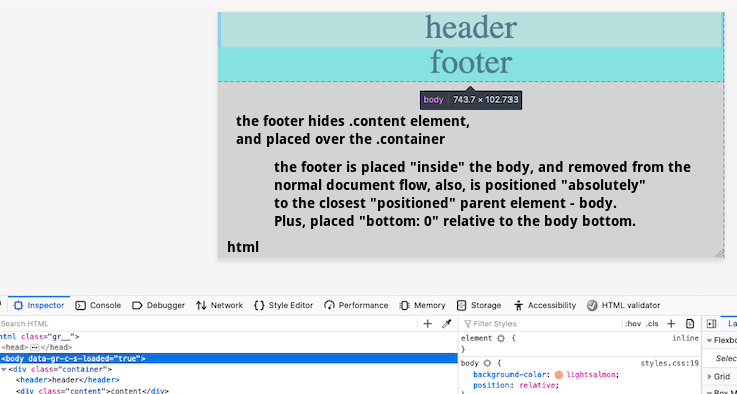 header
footer
body 743.7 × 102.733
the footer hides .content element,
and placed over the .container
the footer is placed "inside" the body, and removed from the
normal document flow, also, is positioned "absolutely"
to the closest "positioned" parent element - body.
Plus, placed "bottom: 0" relative to the body bottom.
html
Inspector Console Debugger Network {} Style Editor Performance Memory Storage Accessibility HTML validator
Search HTML + Filter Styles :hov .cls +
html class="gr__">
<head> </head>
<body data-gr-c-s-loaded="true">
<div class="container">
<header>header</header>
<div class="content">content</div>
element { inline
}
body { styles.css:19
background-color: lightsalmon;
position: relative;
Flexbo
Selec
Grid
Box M